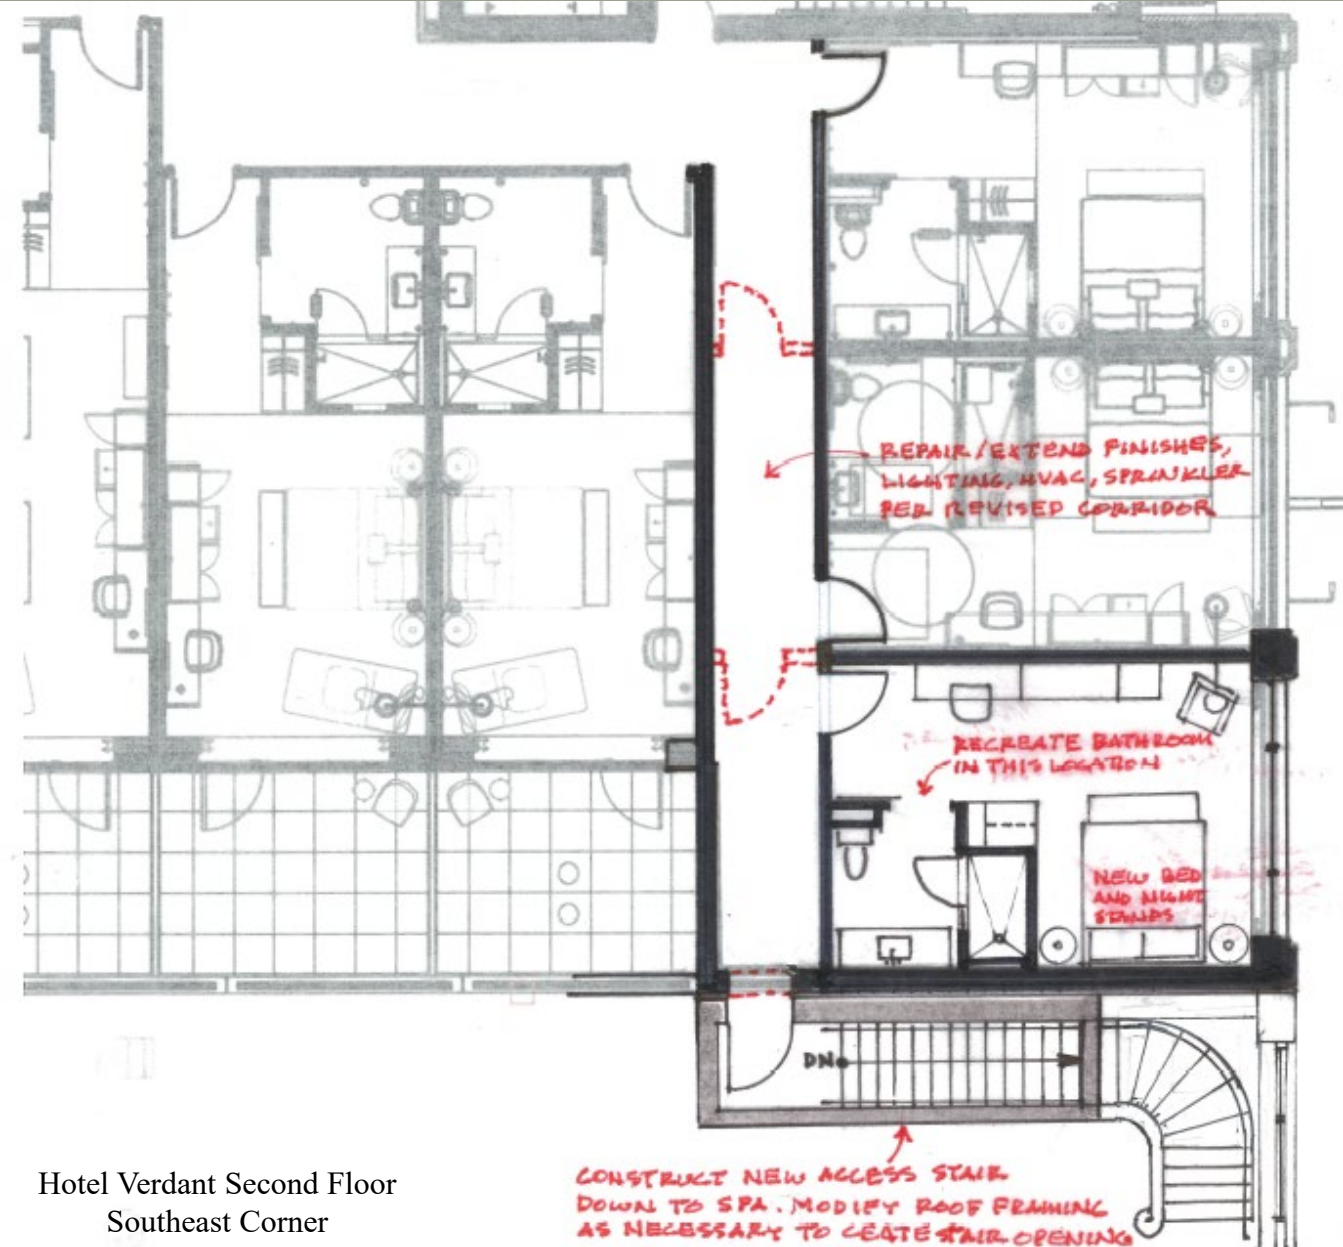 REPAIR/EXTEND FINISHES,
LIGHTING, HVAC, SPRINKLER
PER REVISED CORRIDOR
RECREATE BATHROOM
IN THIS LOCATION
NEW BED
AND NIGHT
STANDS
DN
CONSTRUCT NEW ACCESS STAIR
DOWN TO SPA. MODIFY ROOF FRAMING
AS NECESSARY TO CEATE STAIR OPENING
Hotel Verdant Second Floor
Southeast Corner